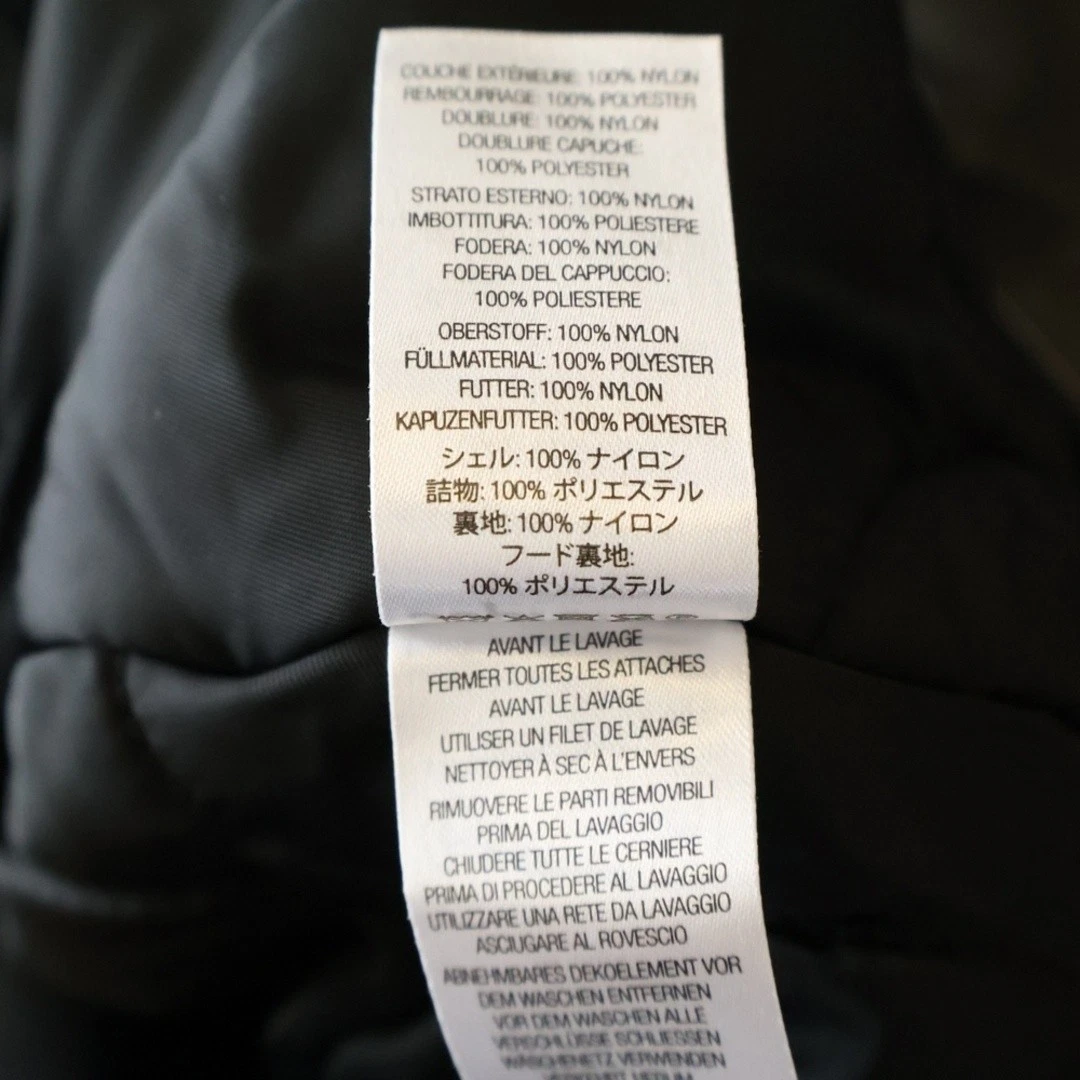 COUCHE EXTÉRIEURE: 100% NYLON
REMBOURRAGE: 100% POLYESTER
DOUBLURE: 100% NYLON
DOUBLURE CAPUCHE:
100% POLYESTER
STRATO ESTERNO: 100% NYLON
IMBOTTITURA: 100% POLIESTERE
FODERA: 100% NYLON
FODERA DEL CAPPUCCIO:
100% POLIESTERE
OBERSTOFF: 100% NYLON
FÜLLMATERIAL: 100% POLYESTER
FUTTER: 100% NYLON
KAPUZENFUTTER: 100% POLYESTER
シェル: 100% ナイロン
詰物: 100% ポリエステル
裏地: 100% ナイロン
フード裏地:
100% ポリエステル
AVANT LE LAVAGE
FERMER TOUTES LES ATTACHES
AVANT LE LAVAGE
UTILISER UN FILET DE LAVAGE
NETTOYER À SEC À L'ENVERS
RIMUOVERE LE PARTI REMOVIBILI
PRIMA DEL LAVAGGIO
CHIUDERE TUTTE LE CERNIERE
PRIMA DI PROCEDERE AL LAVAGGIO
UTILIZZARE UNA RETE DA LAVAGGIO
ASCIUGARE AL ROVESCIO
ABNEHMBARES DEKOELEMENT VOR
DEM WASCHEN ENTFERNEN
VOR DEM WASCHEN ALLE
VERSCHLÜSSE SCHLIESSEN
WÄSCHENETZ VERWENDEN